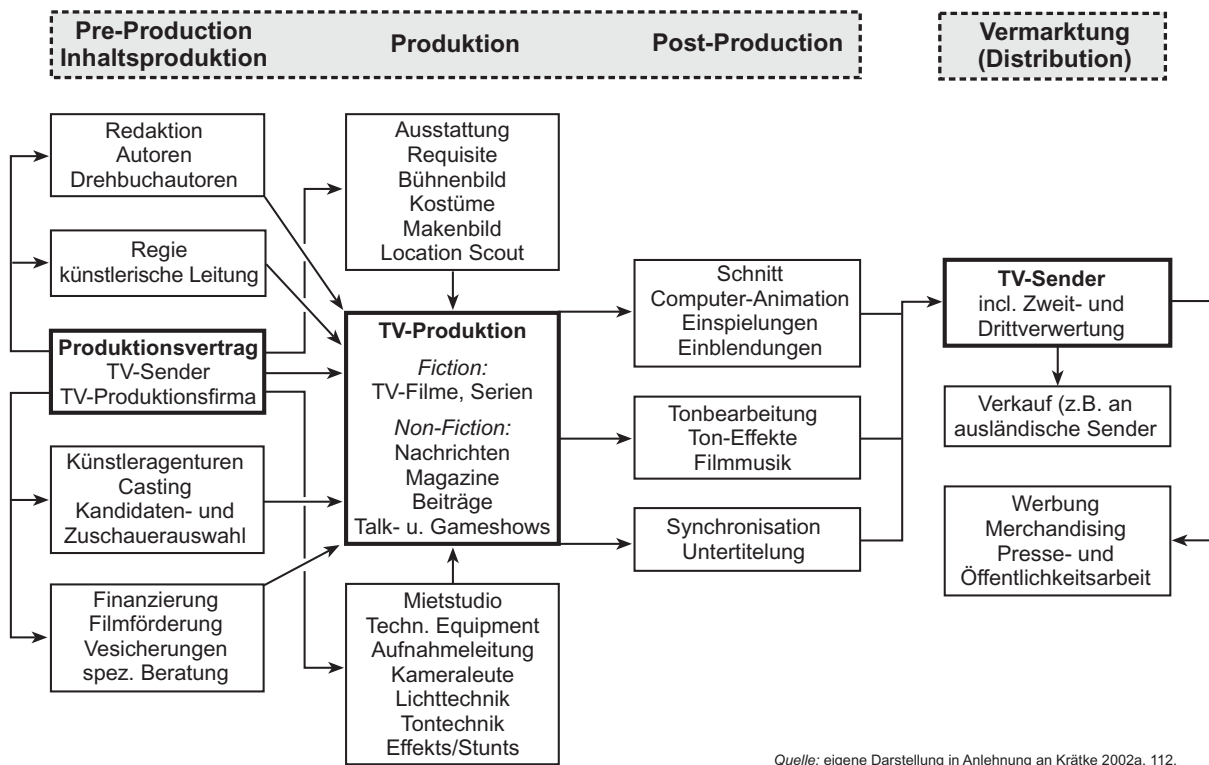 Pre-Production
Inhaltsproduktion
Produktion
Post-Production
Vermarktung
(Distribution)
Redaktion
Autoren
Drehbuchautoren
Regie
künstlerische Leitung
Produktionsvertrag
TV-Sender
TV-Produktionsfirma
Künstleragenturen
Casting
Kandidaten- und
Zuschauerauswahl
Finanzierung
Filmförderung
Vesicherungen
spez. Beratung
Ausstattung
Requisite
Bühnenbild
Kostüme
Makenbild
Location Scout
TV-Produktion
Fiction:
TV-Filme, Serien
Non-Fiction:
Nachrichten
Magazine
Beiträge
Talk- u. Gameshows
Mietstudio
Techn. Equipment
Aufnahmeleitung
Kameraleute
Lichttechnik
Tontechnik
Effekts/Stunts
Schnitt
Computer-Animation
Einspielungen
Einblendungen
Tonbearbeitung
Ton-Effekte
Filmmusik
Synchronisation
Untertitelung
TV-Sender
incl. Zweit- und
Drittverwertung
Verkauf (z.B. an
ausländische Sender
Werbung
Merchandising
Presse- und
Öffentlichkeitsarbeit
Quelle: eigene Darstellung in Anlehnung an Krätke 2002a, 112.